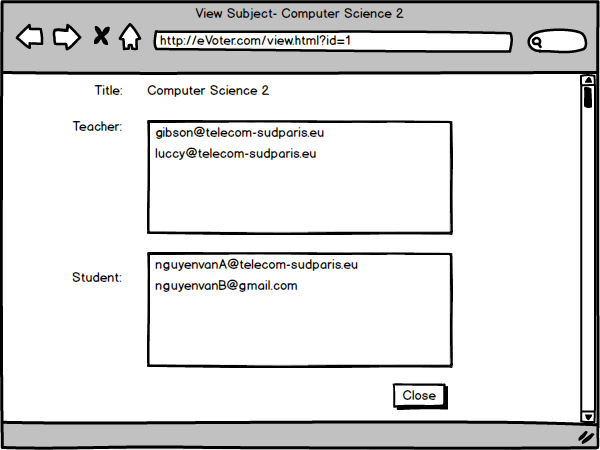 View Subject- Computer Science 2
http://eVoter.com/view.html?id=1
Title: Computer Science 2
Teacher:
gibson@telecom-sudparis.eu
luccy@telecom-sudparis.eu
Student:
nguyenvanA@telecom-sudparis.eu
nguyenvanB@gmail.com
Close